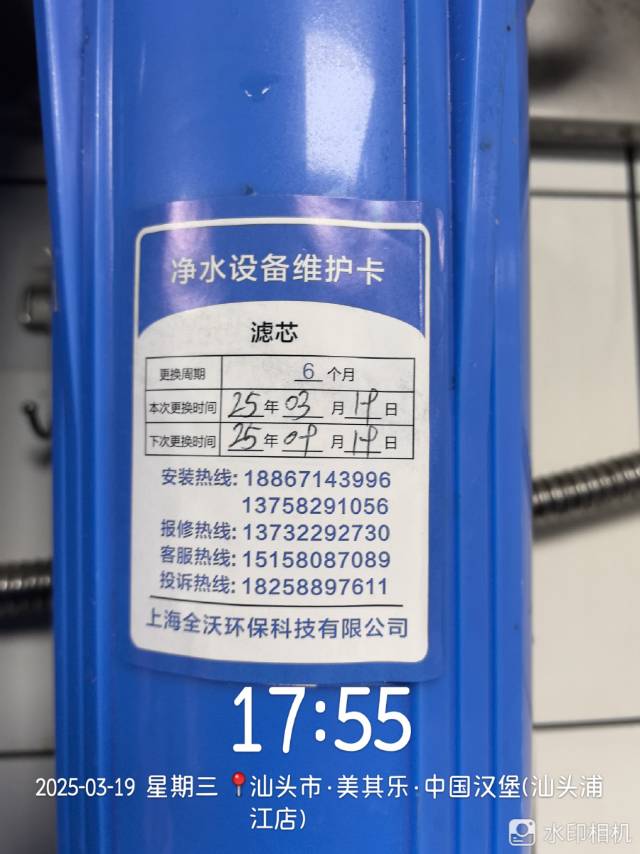 净水设备维护卡
滤芯
更换周期 6 个月
本次更换时间 25 年 03 月 19 日
下次更换时间 25 年 09 月 19 日
安装热线: 18867143996
13758291056
报修热线: 13732292730
客服热线: 15158087089
投诉热线: 18258897611
上海全沃环保科技有限公司
17:55
2025-03-19 星期三 汕头市·美其乐·中国汉堡(汕头浦
江店)
水印相机